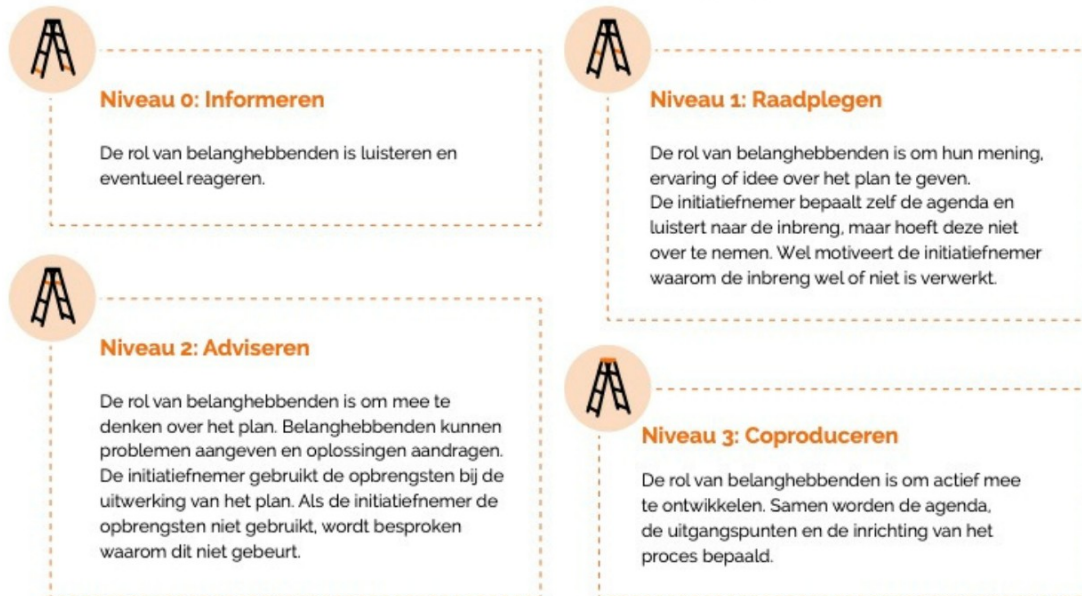 Niveau 0: Informeren
De rol van belanghebbenden is luisteren en
eventueel reageren.
Niveau 1: Raadplegen
De rol van belanghebbenden is om hun mening,
ervaring of idee over het plan te geven.
De initiatiefnemer bepaalt zelf de agenda en
luistert naar de inbreng, maar hoeft deze niet
over te nemen. Wel motiveert de initiatiefnemer
waarom de inbreng wel of niet is verwerkt.
Niveau 2: Adviseren
De rol van belanghebbenden is om mee te
denken over het plan. Belanghebbenden kunnen
problemen aangeven en oplossingen aandragen.
De initiatiefnemer gebruikt de opbrengsten bij de
uitwerking van het plan. Als de initiatiefnemer de
opbrengsten niet gebruikt, wordt besproken
waarom dit niet gebeurt.
Niveau 3: Coproduceren
De rol van belanghebbenden is om actief mee
te ontwikkelen. Samen worden de agenda,
de uitgangspunten en de inrichting van het
proces bepaald.